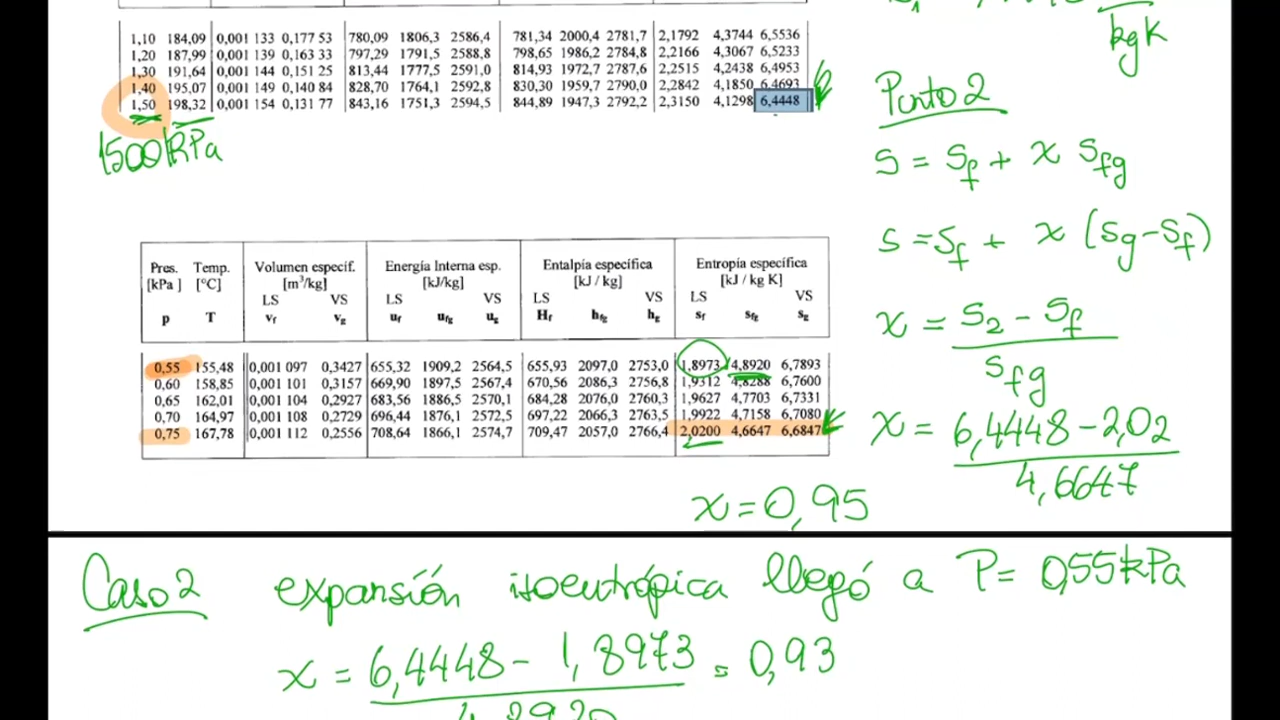 kgK
1,10 184,09 0,001 133 0,177 53 780,09 1806,3 2586,4 781,34 2000,4 2781,7 2,1792 4,3744 6,5536
1,20 187,99 0,001 139 0,163 33 797,29 1791,5 2588,8 798,65 1986,2 2784,8 2,2166 4,3067 6,5233
1,30 191,64 0,001 144 0,151 25 813,44 1777,5 2591,0 814,93 1972,7 2787,6 2,2515 4,2438 6,4953
1,40 195,07 0,001 149 0,140 84 828,70 1764,1 2592,8 830,30 1959,7 2790,0 2,2842 4,1850 6,4693
1,50 198,32 0,001 154 0,131 77 843,16 1751,3 2594,5 844,89 1947,3 2792,2 2,3150 4,1298 6,4448
1500 kPa
Punto 2
s = sf + x sfg
s = sf + x (sg-sf)
x = s2 - sf
sfg
x = 6,4448-2,02
4,6647
x=0,95
Pres. Temp. Volumen especif. Energía Interna esp. Entalpía específica Entropía específica
[kPa ] [°C] [m³/kg] [kJ/kg] [kJ / kg] [kJ / kg K]
LS VS LS VS LS VS LS VS
p T vf vg uf ufg ug Hf hfg hg sf sfg sg
0,55 155,48 0,001 097 0,3427 655,32 1909,2 2564,5 655,93 2097,0 2753,0 1,8973 4,8920 6,7893
0,60 158,85 0,001 101 0,3157 669,90 1897,5 2567,4 670,56 2086,3 2756,8 1,9312 4,8288 6,7600
0,65 162,01 0,001 104 0,2927 683,56 1886,5 2570,1 684,28 2076,0 2760,3 1,9627 4,7703 6,7331
0,70 164,97 0,001 108 0,2729 696,44 1876,1 2572,5 697,22 2066,3 2763,5 1,9922 4,7158 6,7080
0,75 167,78 0,001 112 0,2556 708,64 1866,1 2574,7 709,47 2057,0 2766,4 2,0200 4,6647 6,6847
Caso 2 expansión isoentrópica llegó a P= 0,55kPa
x = 6,4448 - 1,8973 = 0,93